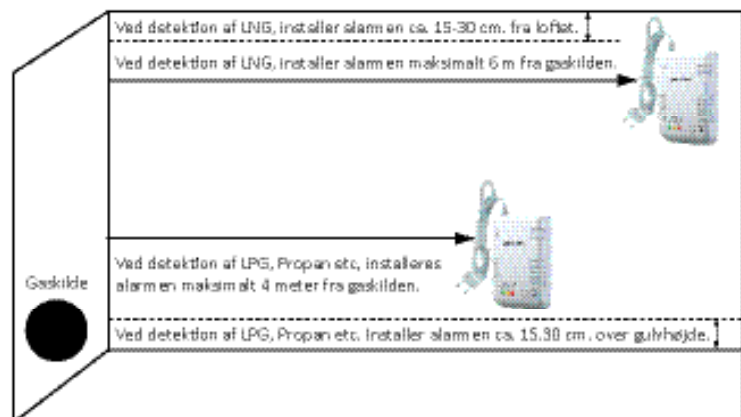 Ved detektion af LNG, installer alarmen ca. 15-30 cm. fra loftet.
Ved detektion af LNG, installer alarmen maksimalt 6 m fra gaskilden.
Ved detektion af LPG, Propan etc, installeres
alarmen maksimalt 4 meter fra gaskilden.
Gaskilde
Ved detektion af LPG, Propan etc. Installer alarmen ca. 15.30 cm. over gulvhøjde.